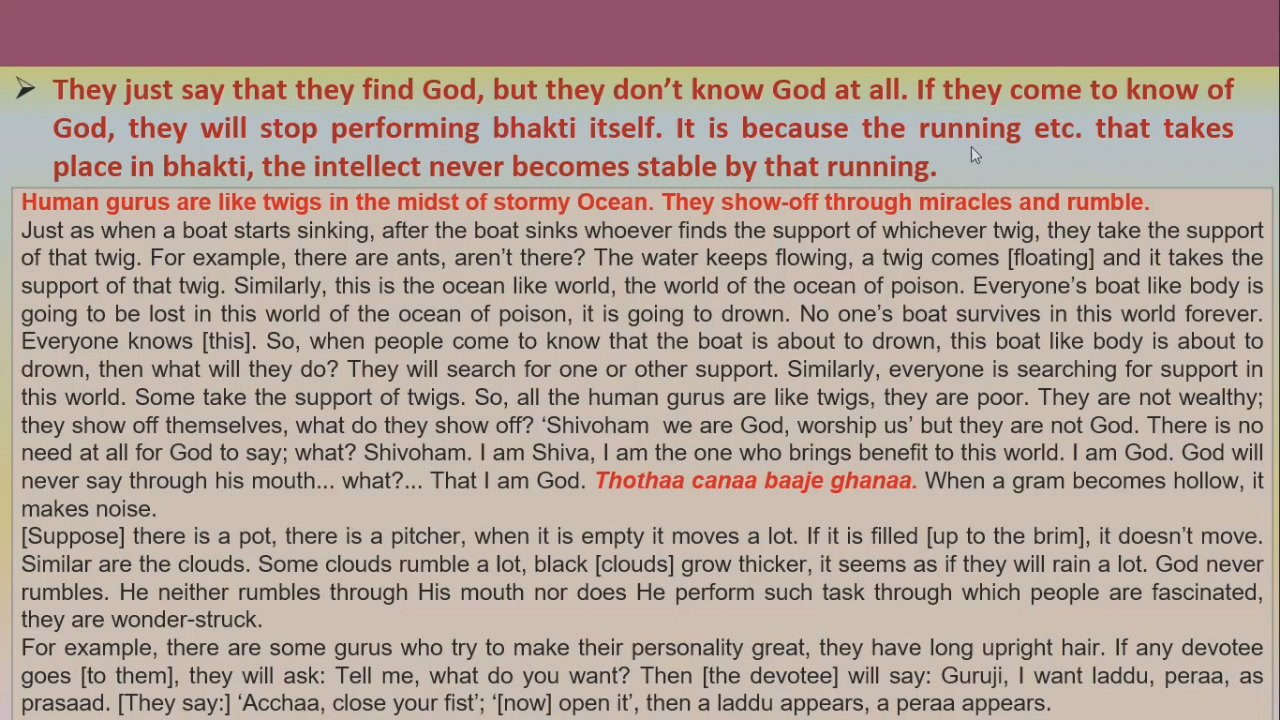 ➢ They just say that they find God, but they don’t know God at all. If they come to know of
God, they will stop performing bhakti itself. It is because the running etc. that takes
place in bhakti, the intellect never becomes stable by that running.
Human gurus are like twigs in the midst of stormy Ocean. They show-off through miracles and rumble.
Just as when a boat starts sinking, after the boat sinks whoever finds the support of whichever twig, they take the support
of that twig. For example, there are ants, aren’t there? The water keeps flowing, a twig comes [floating] and it takes the
support of that twig. Similarly, this is the ocean like world, the world of the ocean of poison. Everyone’s boat like body is
going to be lost in this world of the ocean of poison, it is going to drown. No one’s boat survives in this world forever.
Everyone knows [this]. So, when people come to know that the boat is about to drown, this boat like body is about to
drown, then what will they do? They will search for one or other support. Similarly, everyone is searching for support in
this world. Some take the support of twigs. So, all the human gurus are like twigs, they are poor. They are not wealthy;
they show off themselves, what do they show off? ‘Shivoham we are God, worship us’ but they are not God. There is no
need at all for God to say; what? Shivoham. I am Shiva, I am the one who brings benefit to this world. I am God. God will
never say through his mouth... what?... That I am God. Thothaa canaa baaje ghanaa. When a gram becomes hollow, it
makes noise.
[Suppose] there is a pot, there is a pitcher, when it is empty it moves a lot. If it is filled [up to the brim], it doesn’t move.
Similar are the clouds. Some clouds rumble a lot, black [clouds] grow thicker, it seems as if they will rain a lot. God never
rumbles. He neither rumbles through His mouth nor does He perform such task through which people are fascinated,
they are wonder-struck.
For example, there are some gurus who try to make their personality great, they have long upright hair. If any devotee
goes [to them], they will ask: Tell me, what do you want? Then [the devotee] will say: Guruji, I want laddu, peraa, as
prasaad. [They say:] ‘Acchaa, close your fist’; ‘[now] open it’, then a laddu appears, a peraa appears.